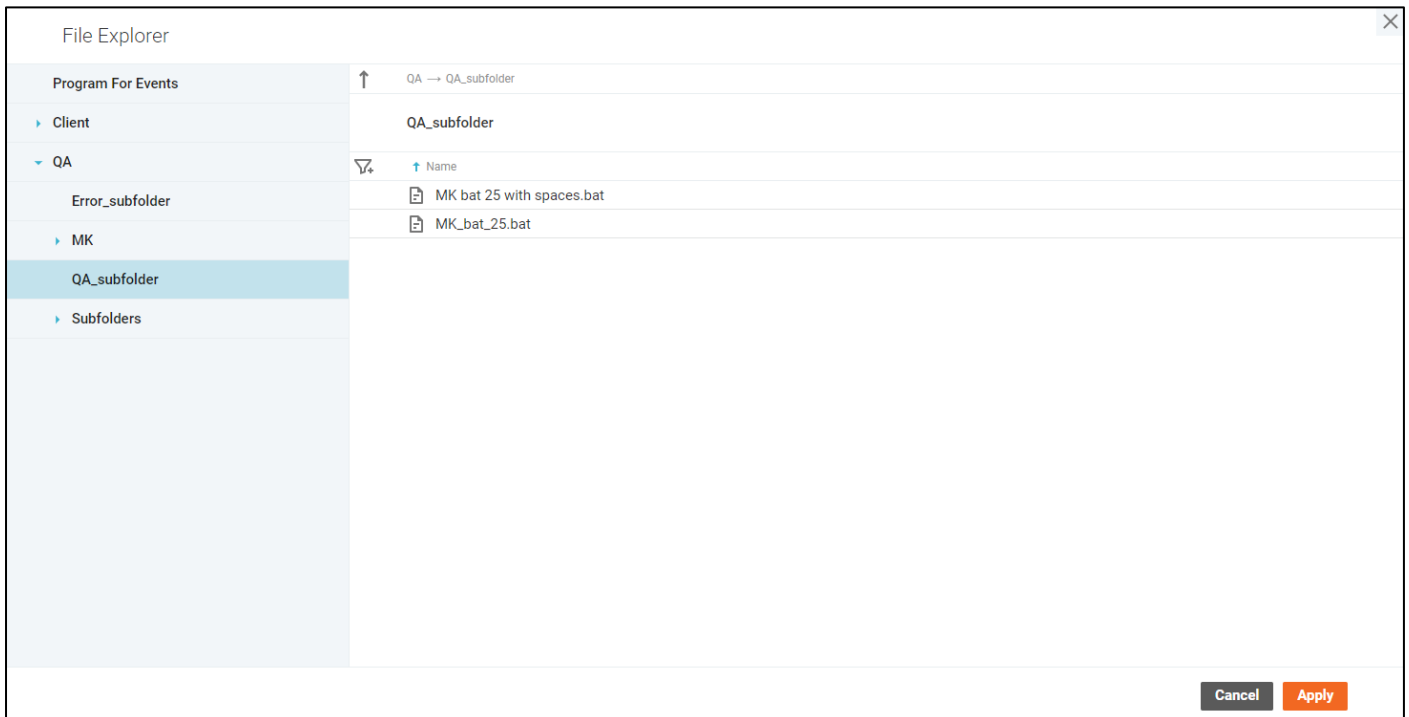 File Explorer
Program For Events
Client
QA
Error_subfolder
MK
QA_subfolder
Subfolders
QA → QA_subfolder
QA_subfolder
Name
MK bat 25 with spaces.bat
MK_bat_25.bat
Cancel
Apply